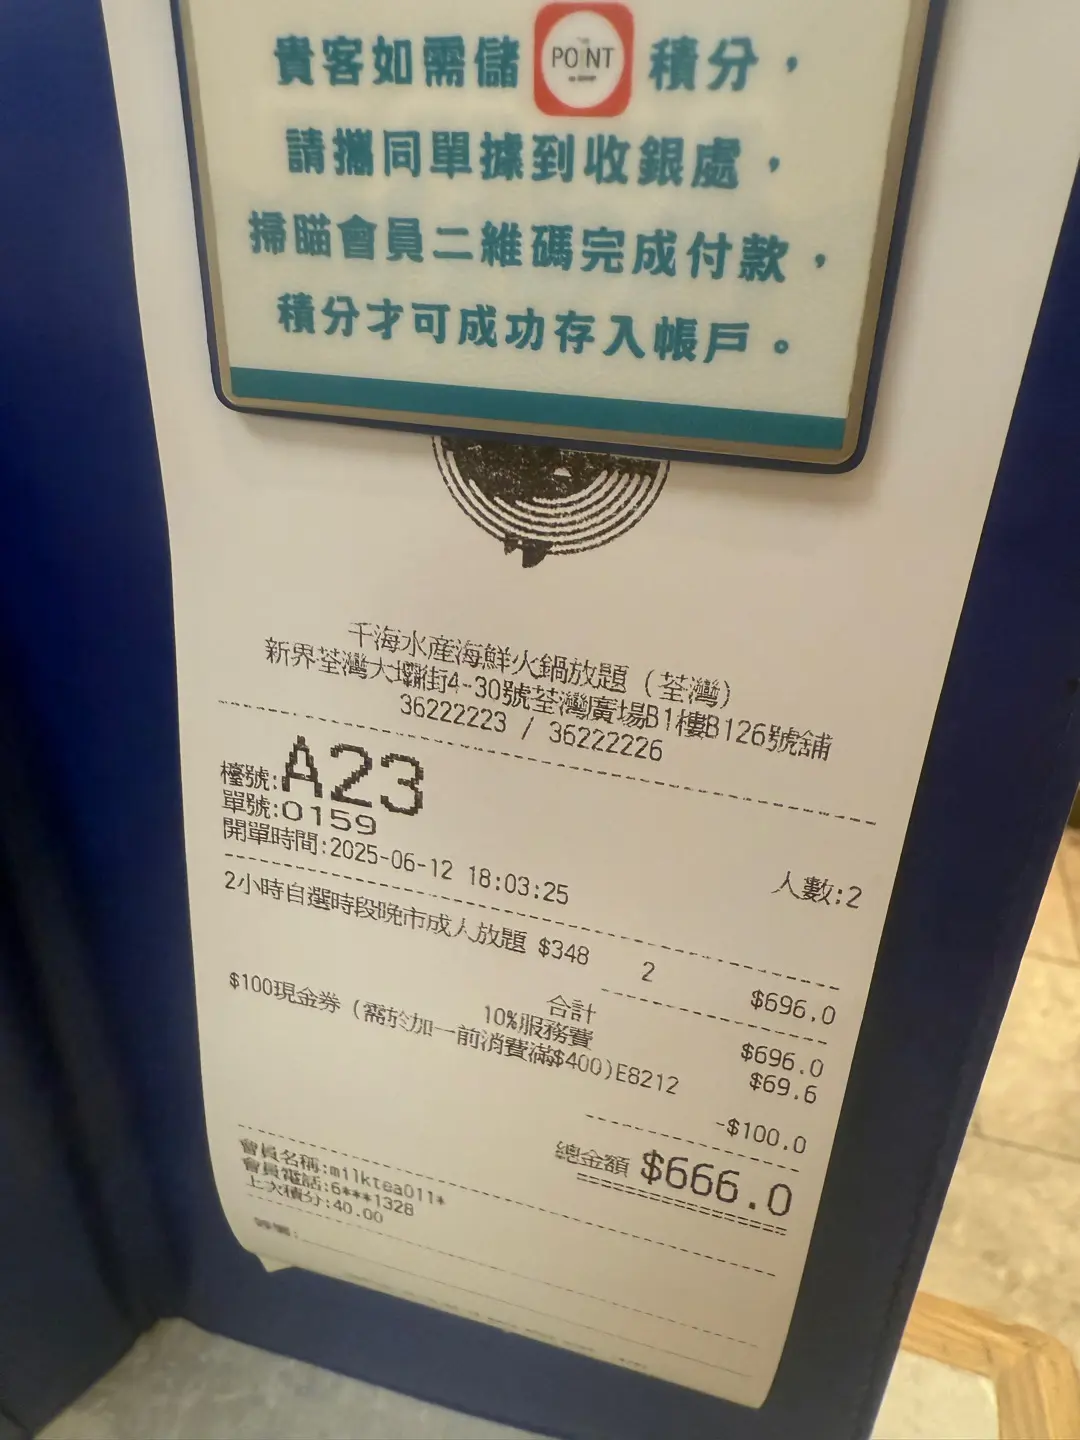 貴客如需儲 THE POINT 積分，
請攜同單據到收銀處，
掃瞄會員二維碼完成付款，
積分才可成功存入帳戶。
千海水產海鮮火鍋放題（荃灣）
新界荃灣大壩街4-30號荃灣廣場B1樓B126號舖
36222223 / 36222226
檯號:A23
單號:0159
開單時間:2025-06-12 18:03:25 人數:2
2小時自選時段晚市成人放題 $348 2 $696.0
合計 $696.0
10%服務費 $69.6
$100現金券（需於加一前消費滿$400)E8212 -$100.0
總金額 $666.0
會員名稱:milktea011*
會員電話:6***1328
上次積分:40.00